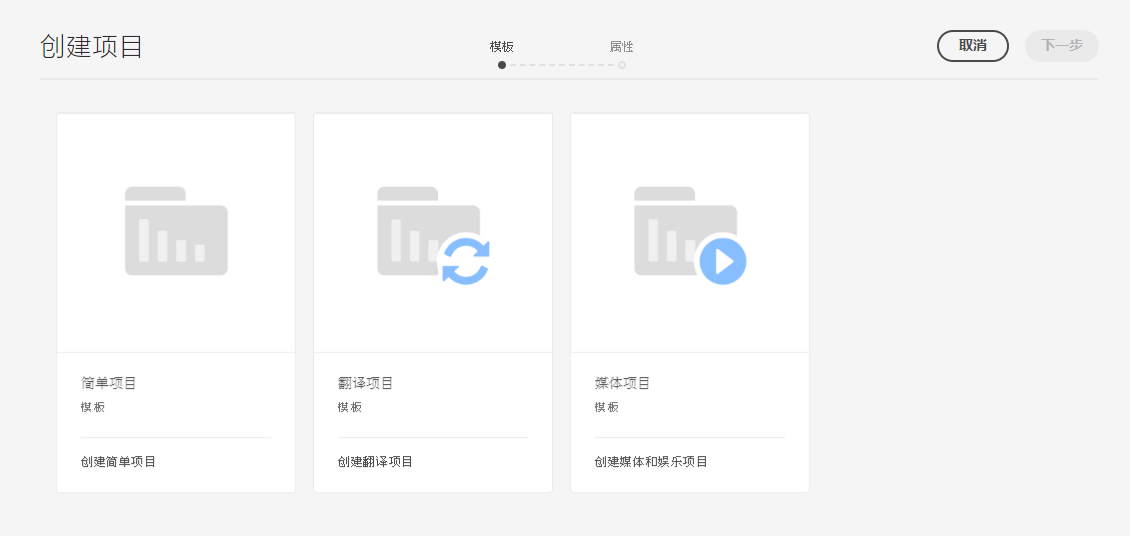 创建项目
模板
属性
取消
下一步
简单项目
模板
创建简单项目
翻译项目
模板
创建翻译项目
媒体项目
模板
创建媒体和娱乐项目